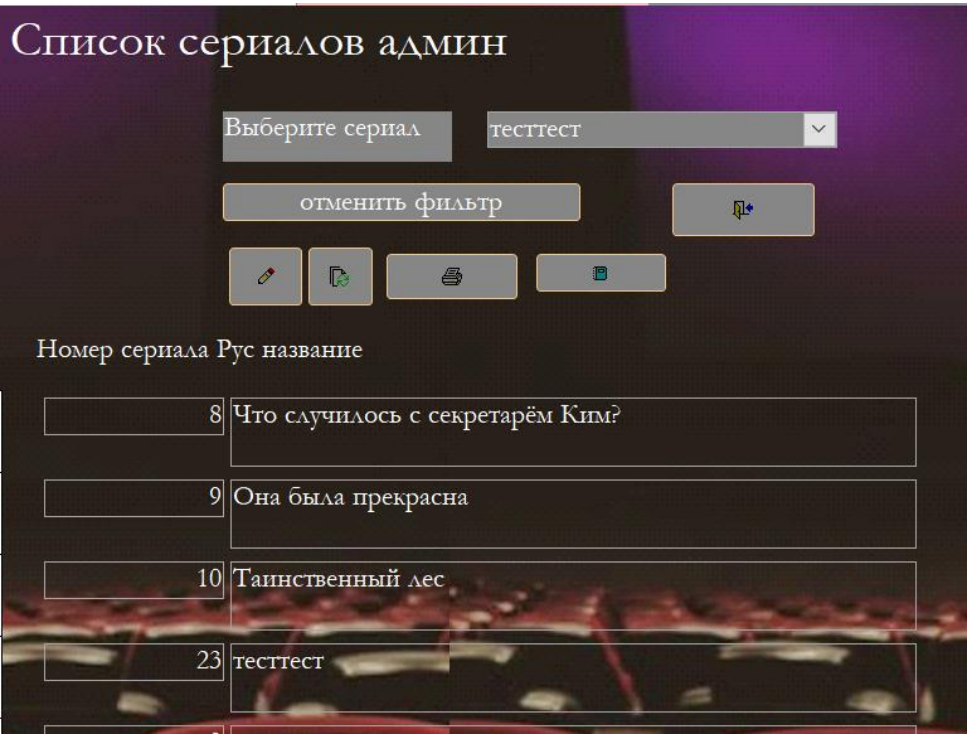 Список сериалов админ
Выберите сериал
тесттест
отменить фильтр
Номер сериала Рус название
8 Что случилось с секретарём Ким?
9 Она была прекрасна
10 Таинственный лес
23 тесттест